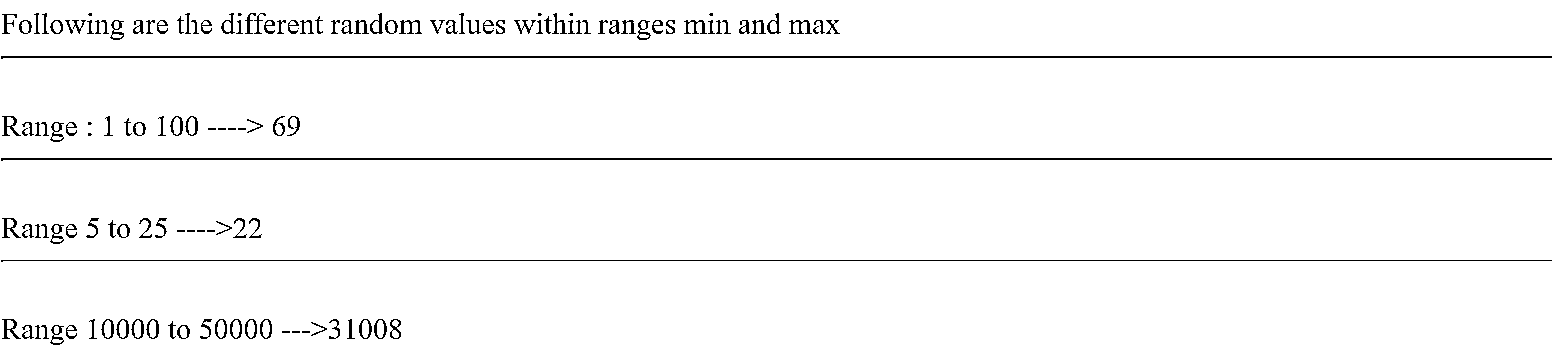 Following are the different random values within ranges min and max
Range : 1 to 100 ----> 69
Range 5 to 25 ---->22
Range 10000 to 50000 --->31008